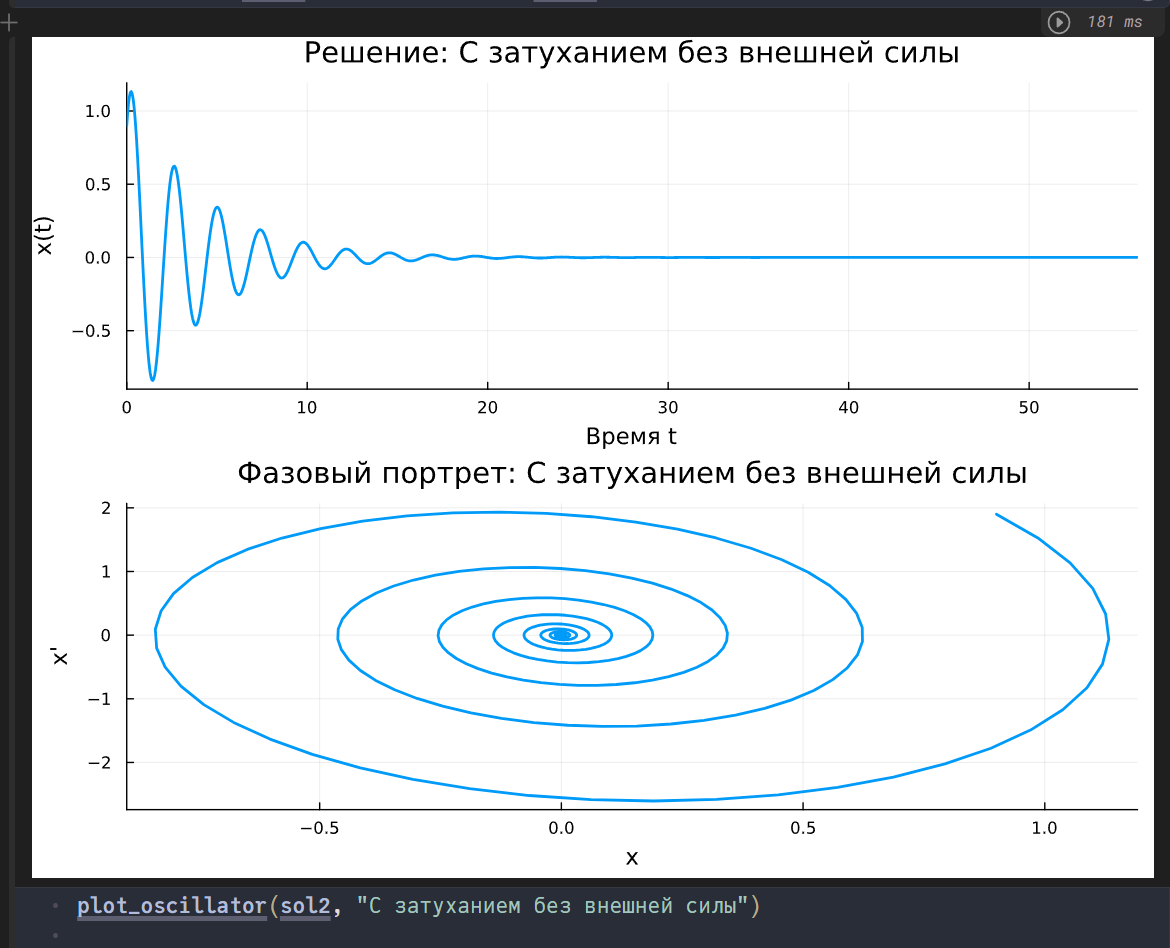 181 ms
Решение: С затуханием без внешней силы
1.0
0.5
0.0
−0.5
x(t)
0 10 20 30 40 50
Время t
Фазовый портрет: С затуханием без внешней силы
2
1
0
−1
−2
x'
−0.5 0.0 0.5 1.0
x
plot_oscillator(sol2, "С затуханием без внешней силы")